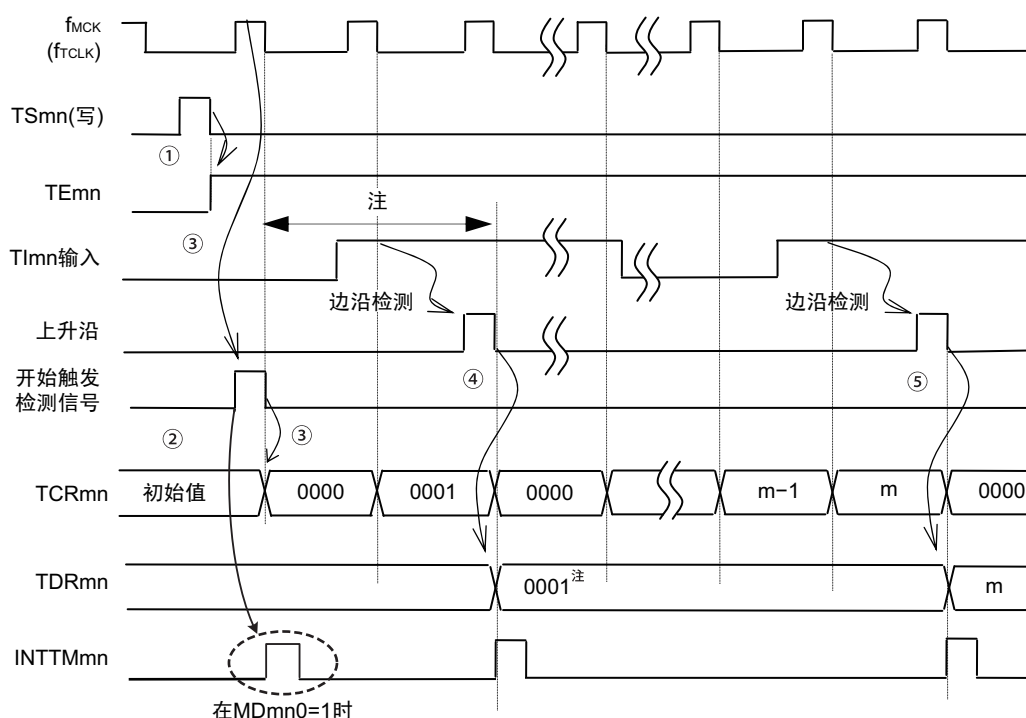 fMCK
(fTCLK)
TSmn(写)
①
TEmn
注
③
TImn输入
边沿检测
边沿检测
上升沿
④
⑤
开始触发
检测信号
②
③
TCRmn
初始值
0000
0001
0000
m−1
m
0000
TDRmn
0001注
m
INTTMmn
在MDmn0=1时